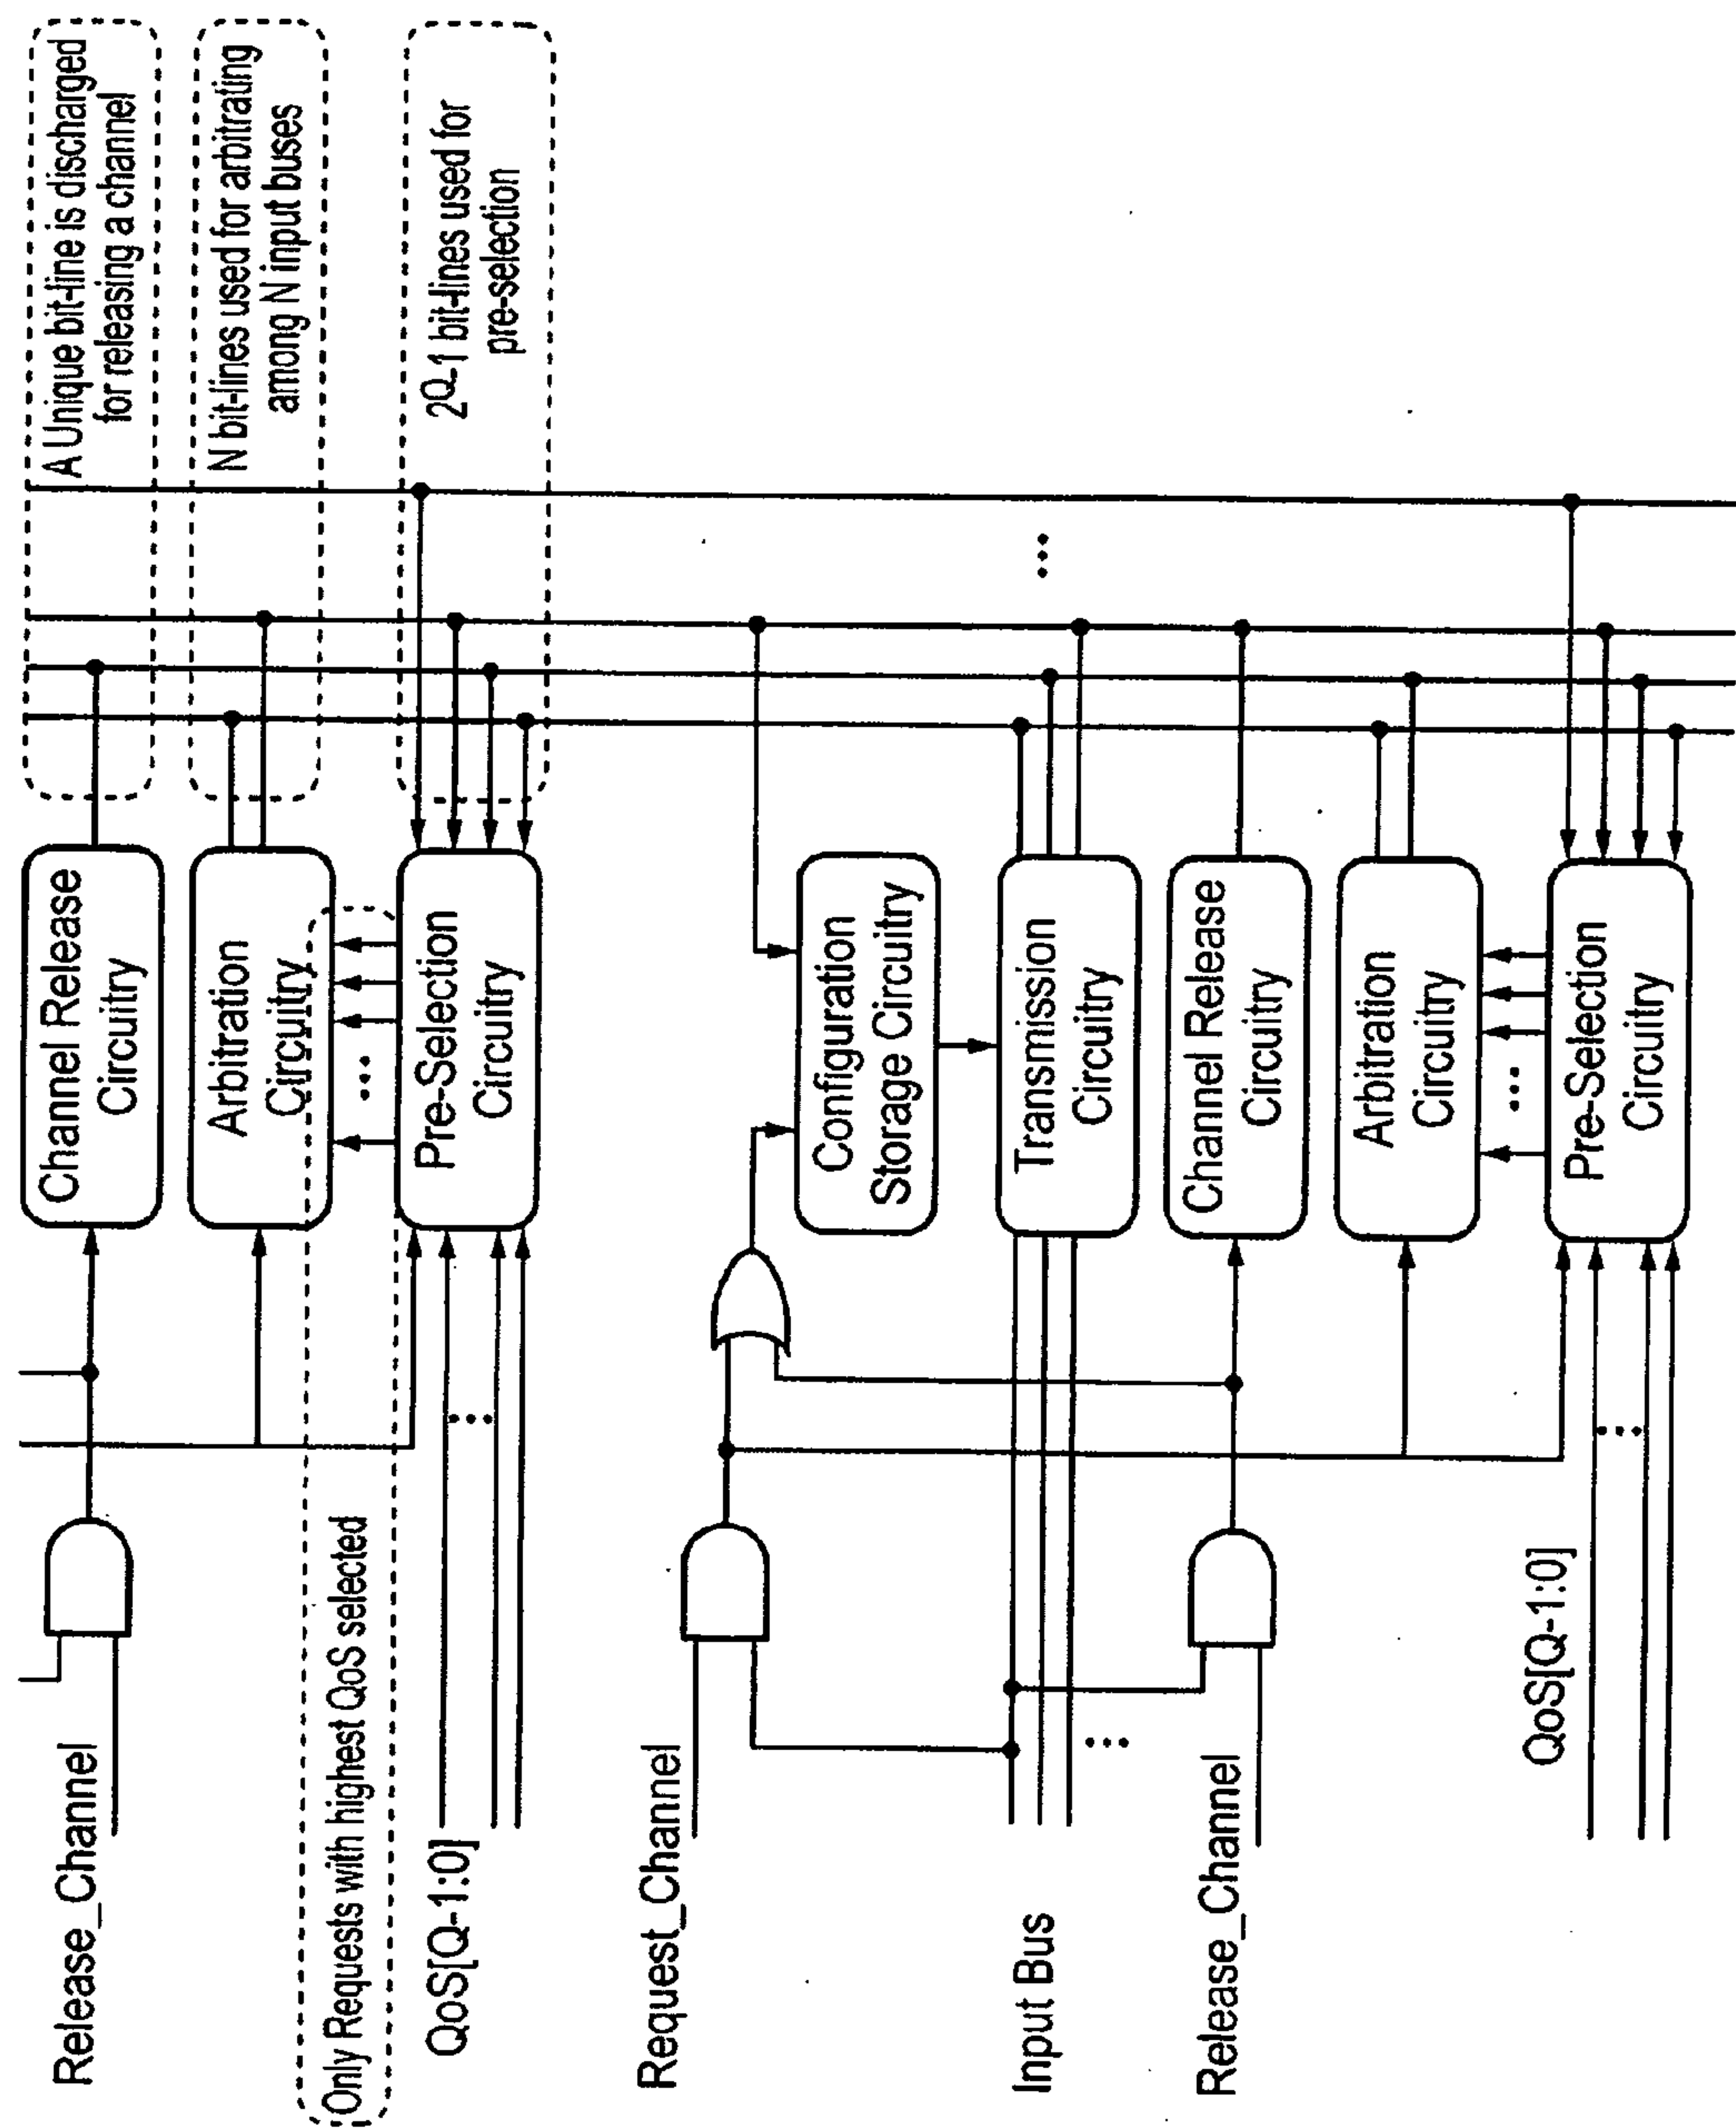 Release_Channel
Channel Release
Circuitry
A Unique bit-line is discharged
for releasing a channel
Arbitration
Circuitry
N bit-lines used for arbitrating
among N input buses
Only Requests with highest QoS selected
...
QoS[Q-1:0]
...
Pre-Selection
Circuitry
2Q-1 bit-lines used for
pre-selection
Request_Channel
Configuration
Storage Circuitry
...
Input Bus
...
Transmission
Circuitry
Release_Channel
Channel Release
Circuitry
Arbitration
Circuitry
...
QoS[Q-1:0]
...
Pre-Selection
Circuitry